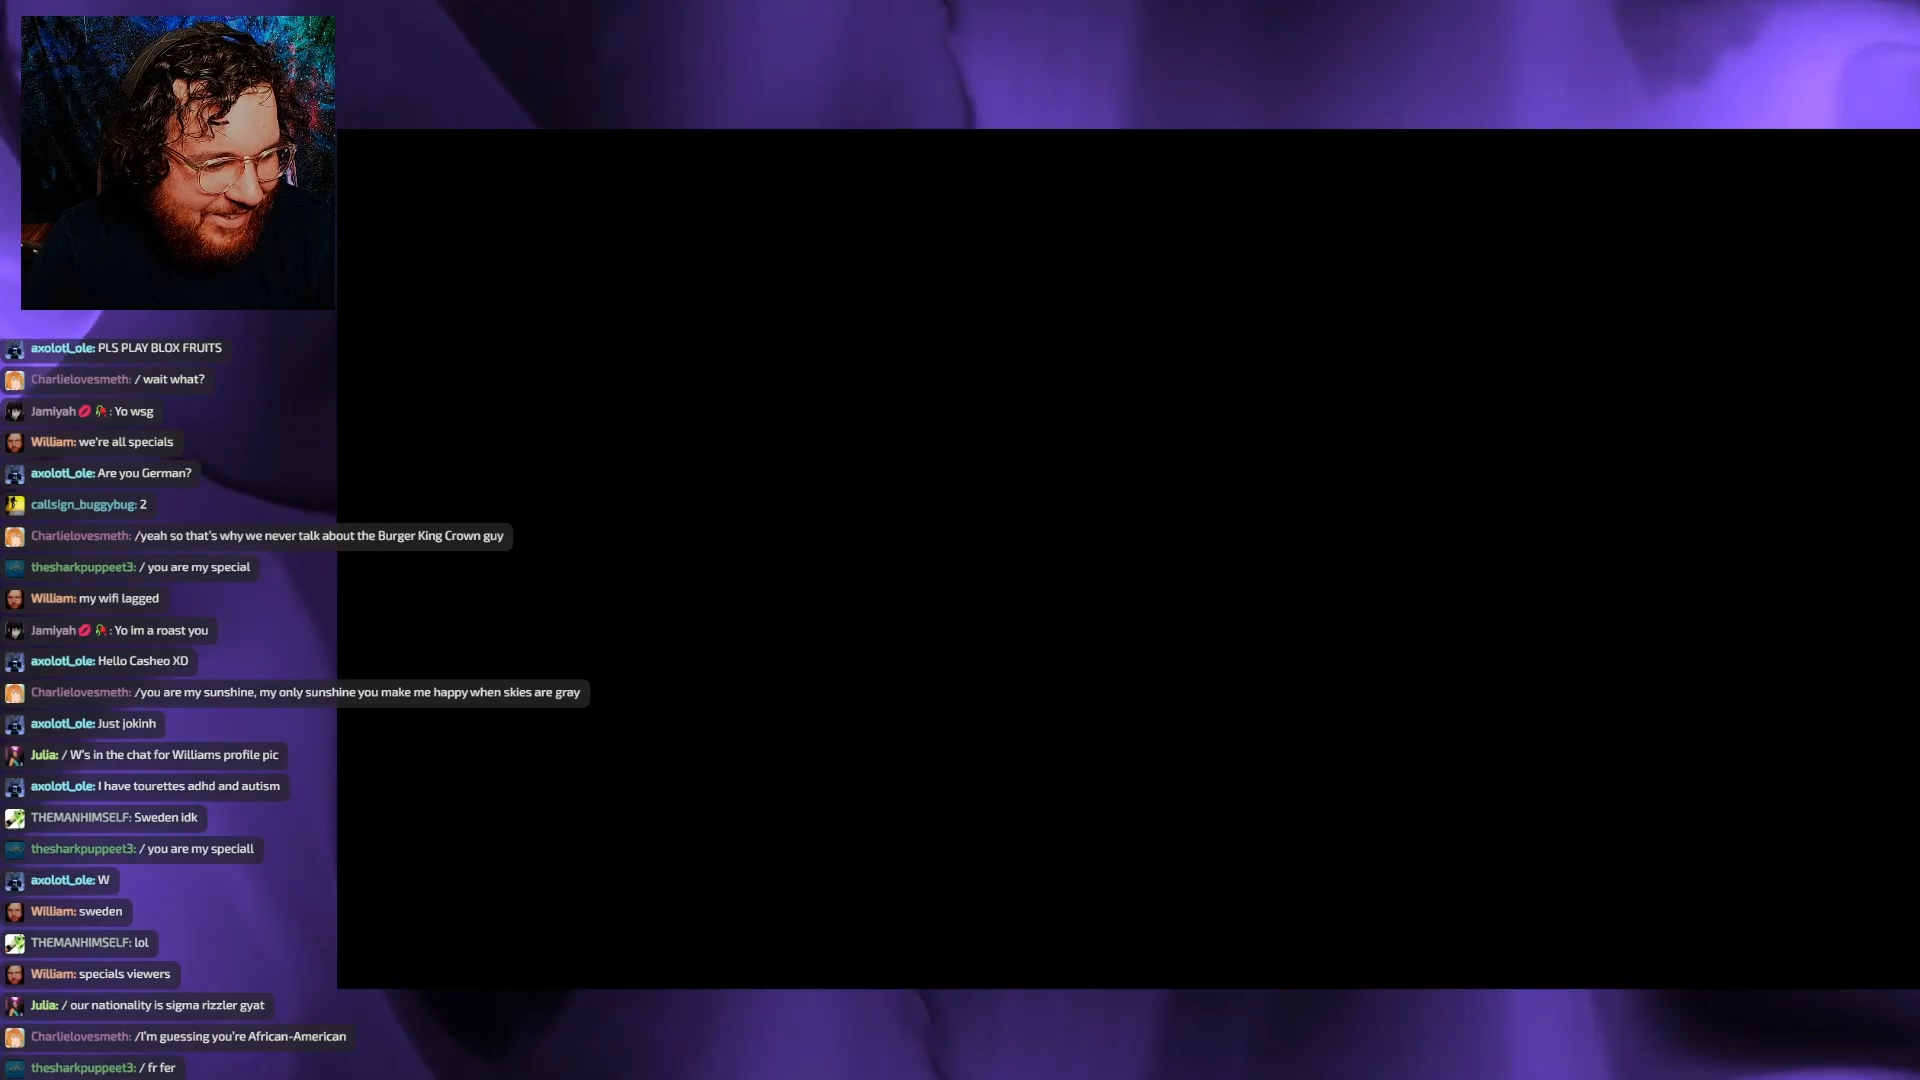 axolotl_ole: PLS PLAY BLOX FRUITS
Charlielovesmeth: / wait what?
Jamiyah💋🥀: Yo wsg
William: we're all specials
axolotl_ole: Are you German?
callsign_buggybug: 2
Charlielovesmeth: /yeah so that's why we never talk about the Burger King Crown guy
thesharkpuppeet3: / you are my special
William: my wifi lagged
Jamiyah💋🥀: Yo im a roast you
axolotl_ole: Hello Casheo XD
Charlielovesmeth: /you are my sunshine, my only sunshine you make me happy when skies are gray
axolotl_ole: Just jokinh
Julia: / W's in the chat for Williams profile pic
axolotl_ole: I have tourettes adhd and autism
THEMANHIMSELF: Sweden idk
thesharkpuppeet3: / you are my speciall
axolotl_ole: W
William: sweden
THEMANHIMSELF: lol
William: specials viewers
Julia: / our nationality is sigma rizzler gyat
Charlielovesmeth: /I'm guessing you're African-American
thesharkpuppeet3: / fr fer